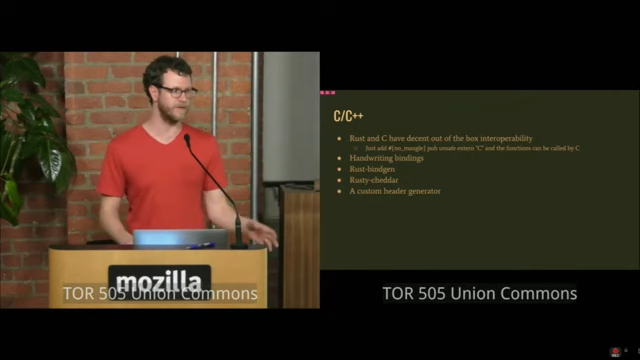 mozilla
TOR 505 Union Commons
C/C++
Rust and C have decent out of the box interoperability
Just add #[no_mangle] pub unsafe extern "C" and the functions can be called by C
Handwriting bindings
Rust-bindgen
Rusty-cheddar
A custom header generator
TOR 505 Union Commons